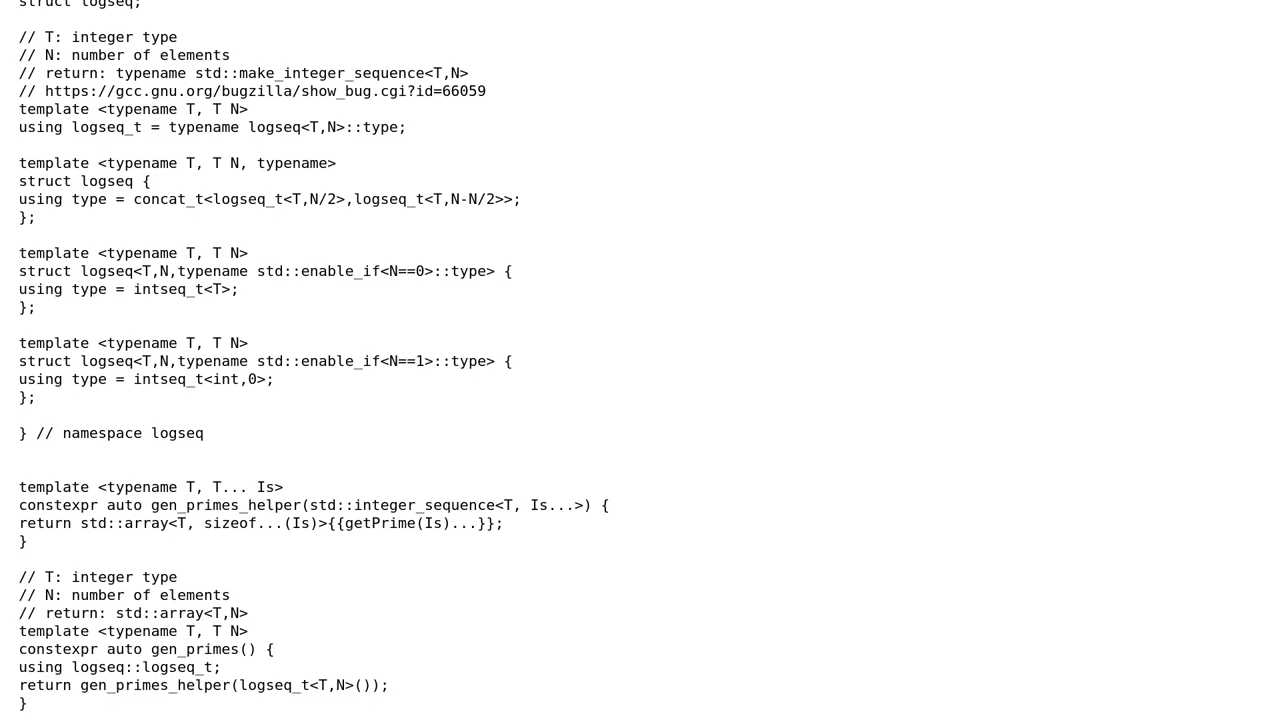 struct logseq;
// T: integer type
// N: number of elements
// return: typename std::make_integer_sequence<T,N>
// https://gcc.gnu.org/bugzilla/show_bug.cgi?id=66059
template <typename T, T N>
using logseq_t = typename logseq<T,N>::type;
template <typename T, T N, typename>
struct logseq {
using type = concat_t<logseq_t<T,N/2>,logseq_t<T,N-N/2>>;
};
template <typename T, T N>
struct logseq<T,N,typename std::enable_if<N==0>::type> {
using type = intseq_t<T>;
};
template <typename T, T N>
struct logseq<T,N,typename std::enable_if<N==1>::type> {
using type = intseq_t<int,0>;
};
} // namespace logseq
template <typename T, T... Is>
constexpr auto gen_primes_helper(std::integer_sequence<T, Is...>) {
return std::array<T, sizeof...(Is)>{{getPrime(Is)...}};
}
// T: integer type
// N: number of elements
// return: std::array<T,N>
template <typename T, T N>
constexpr auto gen_primes() {
using logseq::logseq_t;
return gen_primes_helper(logseq_t<T,N>());
}